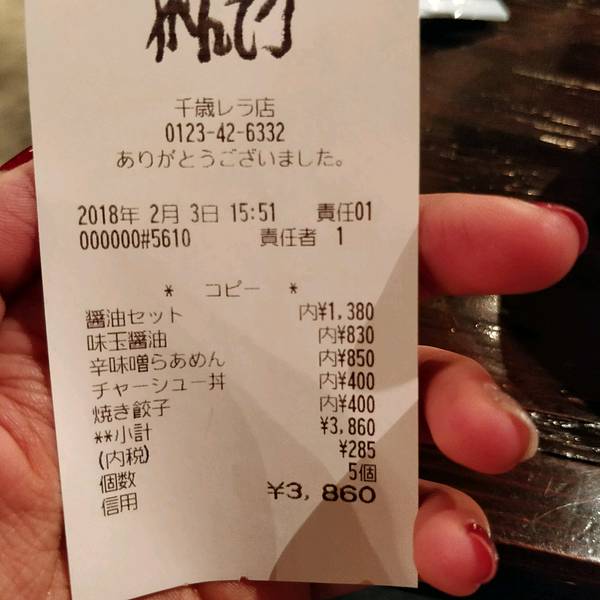 千歳レラ店
0123-42-6332
ありがとうございました。
2018年 2月 3日 15:51 責任01
000000#5610 責任者 1
* コピー *
醤油セット 内¥1,380
味玉醤油 内¥830
辛味噌らあめん 内¥850
チャーシュー丼 内¥400
焼き餃子 内¥400
**小計 ¥3,860
(内税) ¥285
個数 5個
信用 ¥3,860